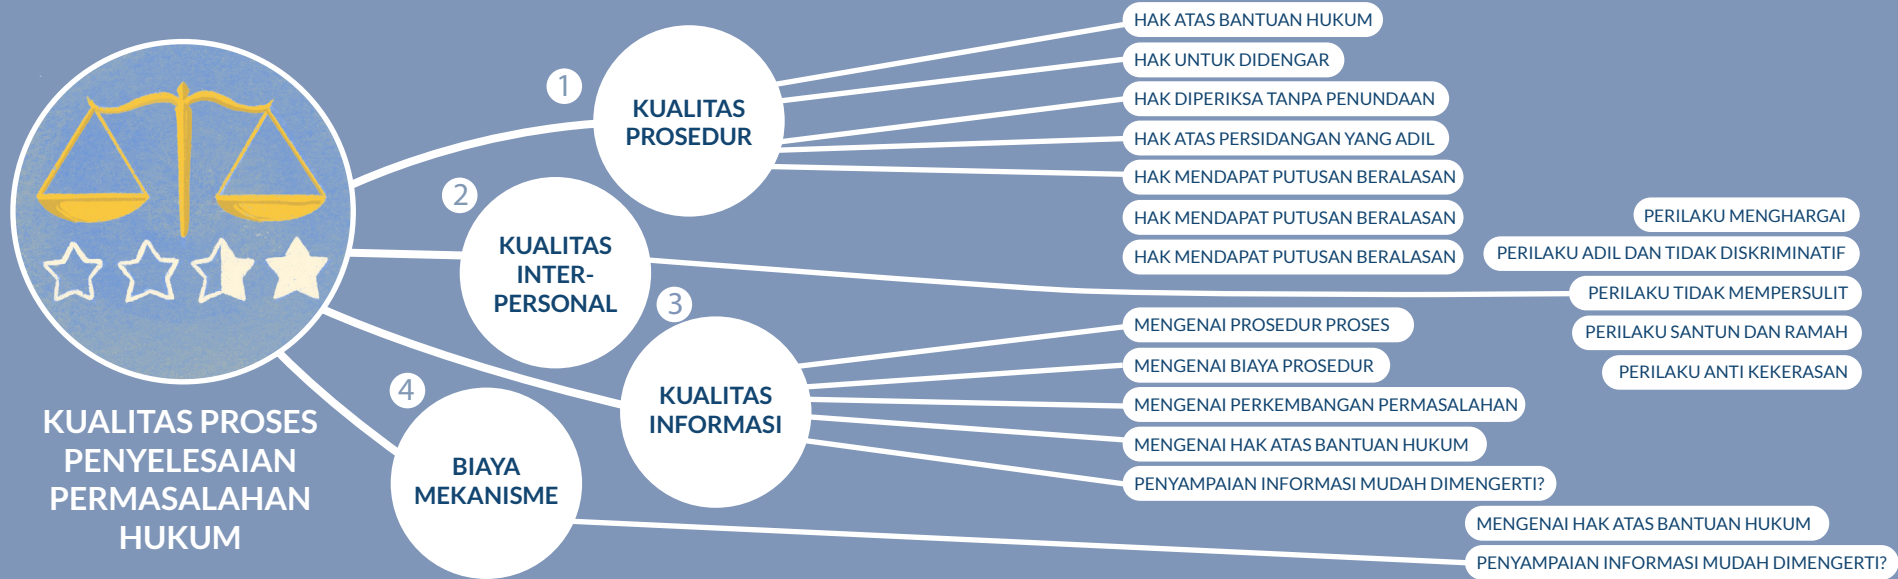 KUALITAS PROSES
PENYELESAIAN
PERMASALAHAN
HUKUM
1
KUALITAS
PROSEDUR
HAK ATAS BANTUAN HUKUM
HAK UNTUK DIDENGAR
HAK DIPERIKSA TANPA PENUNDAAN
HAK ATAS PERSIDANGAN YANG ADIL
HAK MENDAPAT PUTUSAN BERALASAN
HAK MENDAPAT PUTUSAN BERALASAN
HAK MENDAPAT PUTUSAN BERALASAN
2
KUALITAS
INTER-
PERSONAL
PERILAKU MENGHARGAI
PERILAKU ADIL DAN TIDAK DISKRIMINATIF
PERILAKU TIDAK MEMPERSULIT
PERILAKU SANTUN DAN RAMAH
PERILAKU ANTI KEKERASAN
3
KUALITAS
INFORMASI
MENGENAI PROSEDUR PROSES
MENGENAI BIAYA PROSEDUR
MENGENAI PERKEMBANGAN PERMASALAHAN
MENGENAI HAK ATAS BANTUAN HUKUM
PENYAMPAIAN INFORMASI MUDAH DIMENGERTI?
4
BIAYA
MEKANISME
MENGENAI HAK ATAS BANTUAN HUKUM
PENYAMPAIAN INFORMASI MUDAH DIMENGERTI?